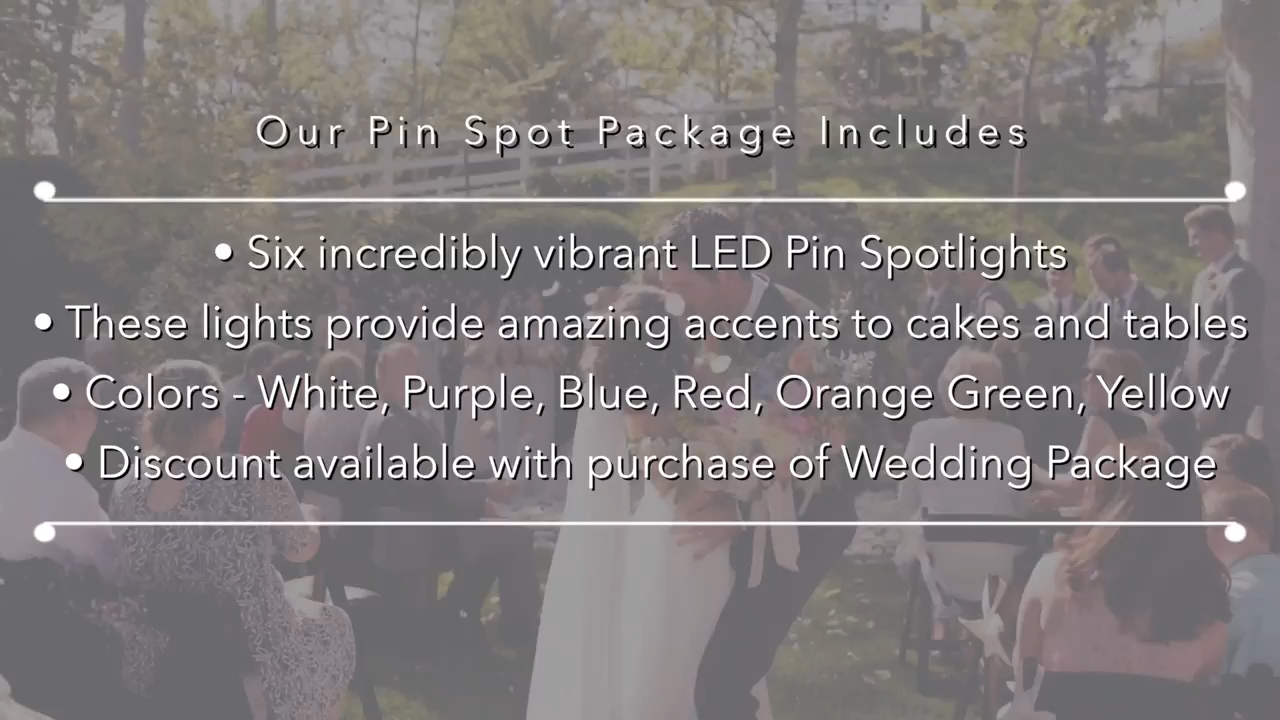 Our Pin Spot Package Includes
• Six incredibly vibrant LED Pin Spotlights
• These lights provide amazing accents to cakes and tables
• Colors - White, Purple, Blue, Red, Orange Green, Yellow
• Discount available with purchase of Wedding Package